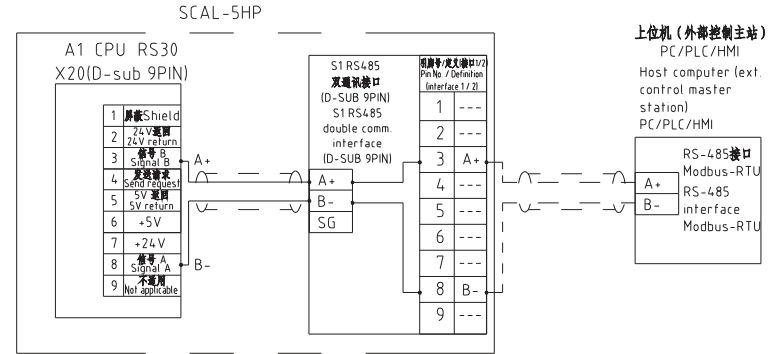 SCAL-5HP
A1 CPU RS30
X20(D-sub 9PIN)
1 屏蔽Shield
2 24V返回
24V return
3 信号 B
Signal B
4 发送请求
Send request
5 5V 返回
5V return
6 +5V
7 +24V
8 信号 A
Signal A
9 不适用
Not applicable
A+
B-
S1 RS485
双通讯接口
(D-SUB 9PIN)
S1 RS485
double comm.
interface
(D-SUB 9PIN)
A+
B-
SG
引脚号/定义(接口1/2)
Pin No. / Definition
(interface 1 / 2)
1 ---
2 ---
3 A+
4 ---
5 ---
6 ---
7 ---
8 B-
9 ---
上位机（外部控制主站）
PC/PLC/HMI
Host computer (ext.
control master
station)
PC/PLC/HMI
RS-485接口
Modbus-RTU
RS-485
interface
Modbus-RTU
A+
B-